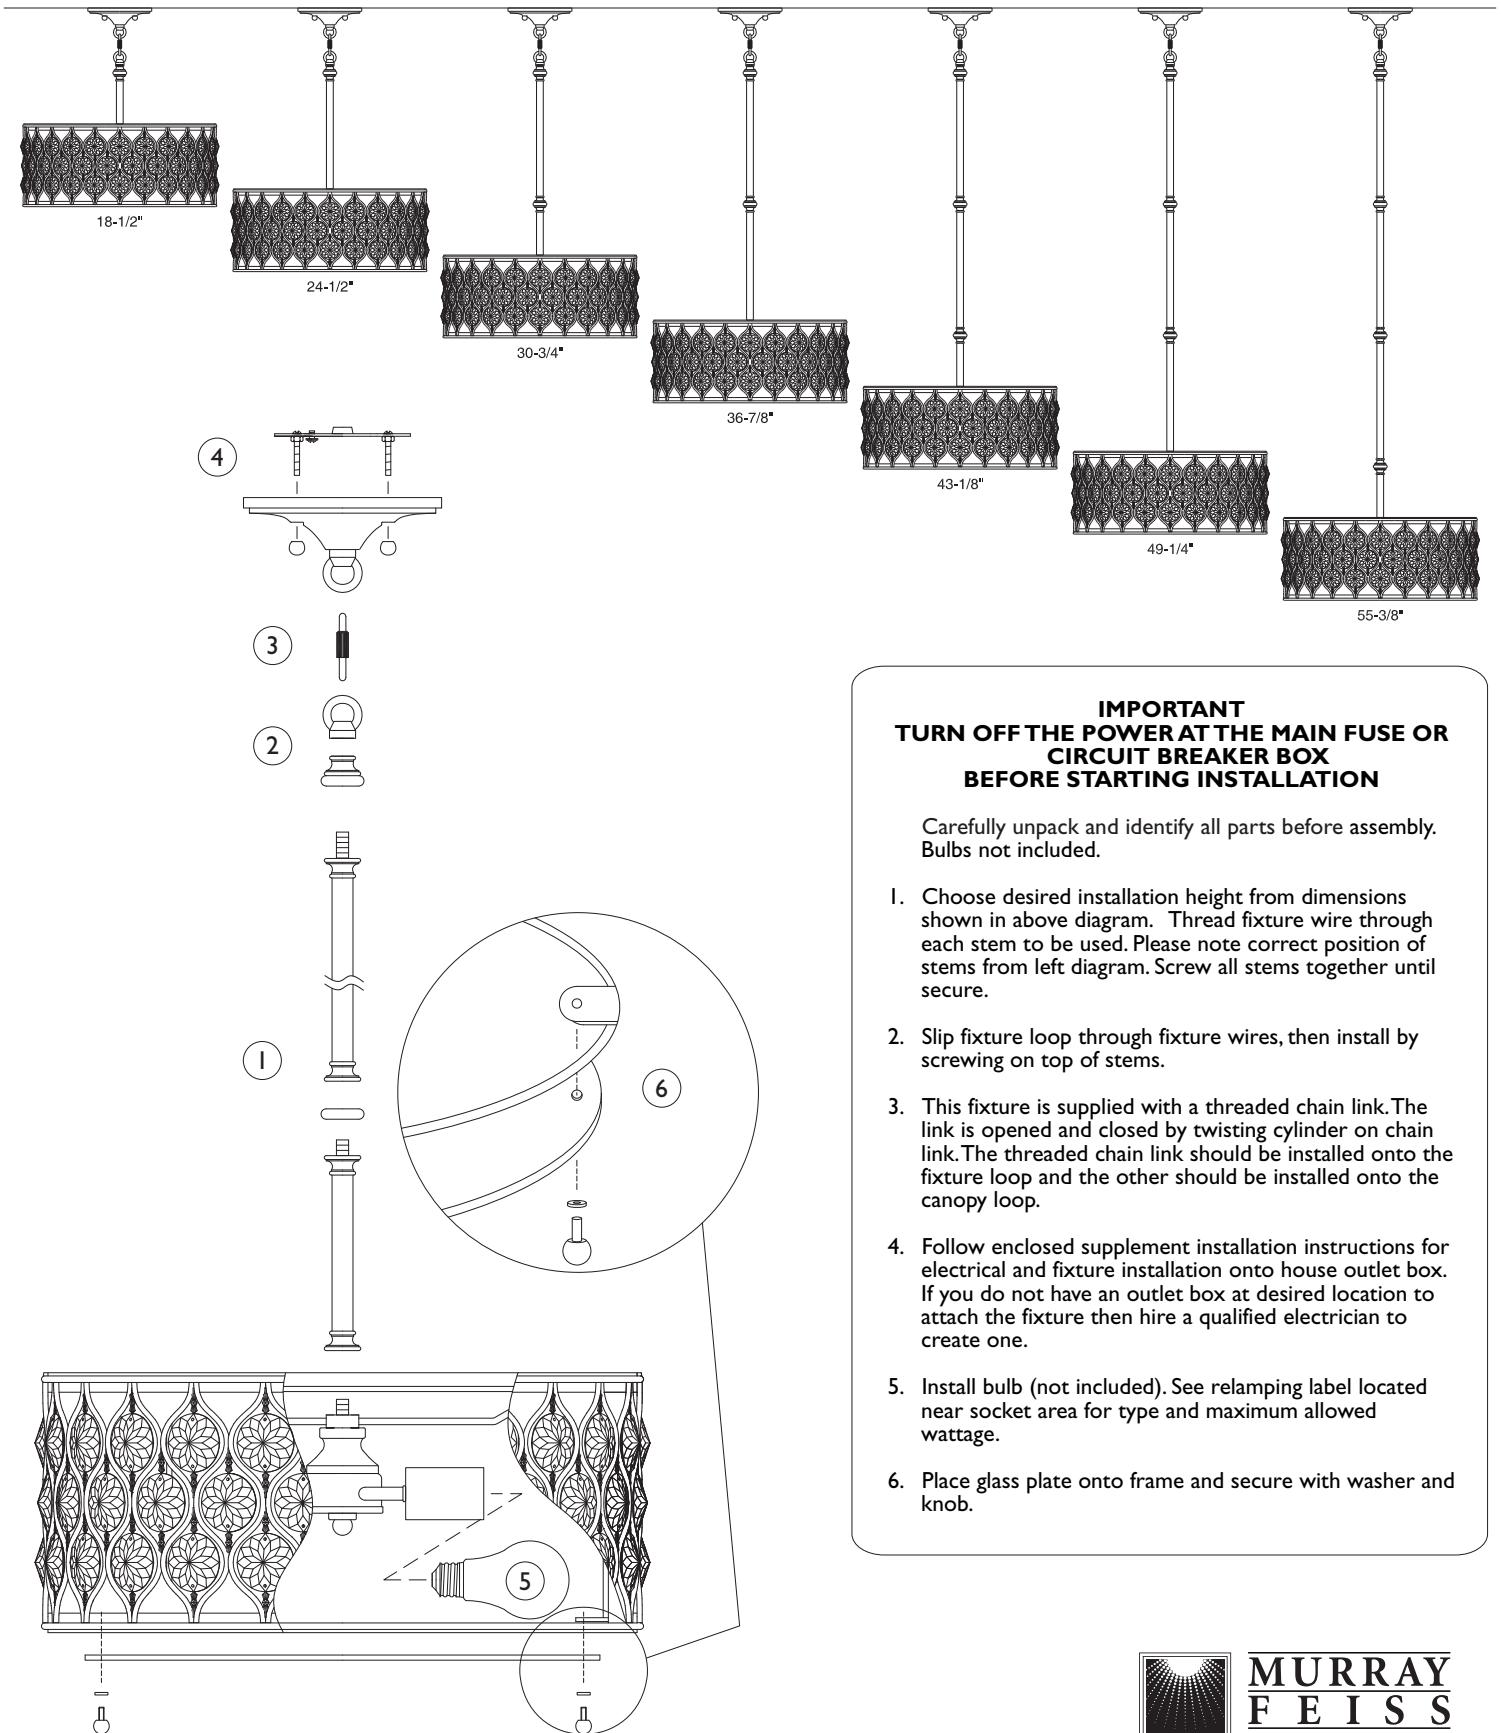 18-1/2"
24-1/2"
30-3/4"
36-7/8"
43-1/8"
49-1/4"
55-3/8"
4
3
2
1
6
5
IMPORTANT
TURN OFF THE POWER AT THE MAIN FUSE OR
CIRCUIT BREAKER BOX
BEFORE STARTING INSTALLATION
Carefully unpack and identify all parts before assembly.
Bulbs not included.
1. Choose desired installation height from dimensions
shown in above diagram. Thread fixture wire through
each stem to be used. Please note correct position of
stems from left diagram. Screw all stems together until
secure.
2. Slip fixture loop through fixture wires, then install by
screwing on top of stems.
3. This fixture is supplied with a threaded chain link. The
link is opened and closed by twisting cylinder on chain
link. The threaded chain link should be installed onto the
fixture loop and the other should be installed onto the
canopy loop.
4. Follow enclosed supplement installation instructions for
electrical and fixture installation onto house outlet box.
If you do not have an outlet box at desired location to
attach the fixture then hire a qualified electrician to
create one.
5. Install bulb (not included). See relamping label located
near socket area for type and maximum allowed
wattage.
6. Place glass plate onto frame and secure with washer and
knob.
MURRAY
FEISS